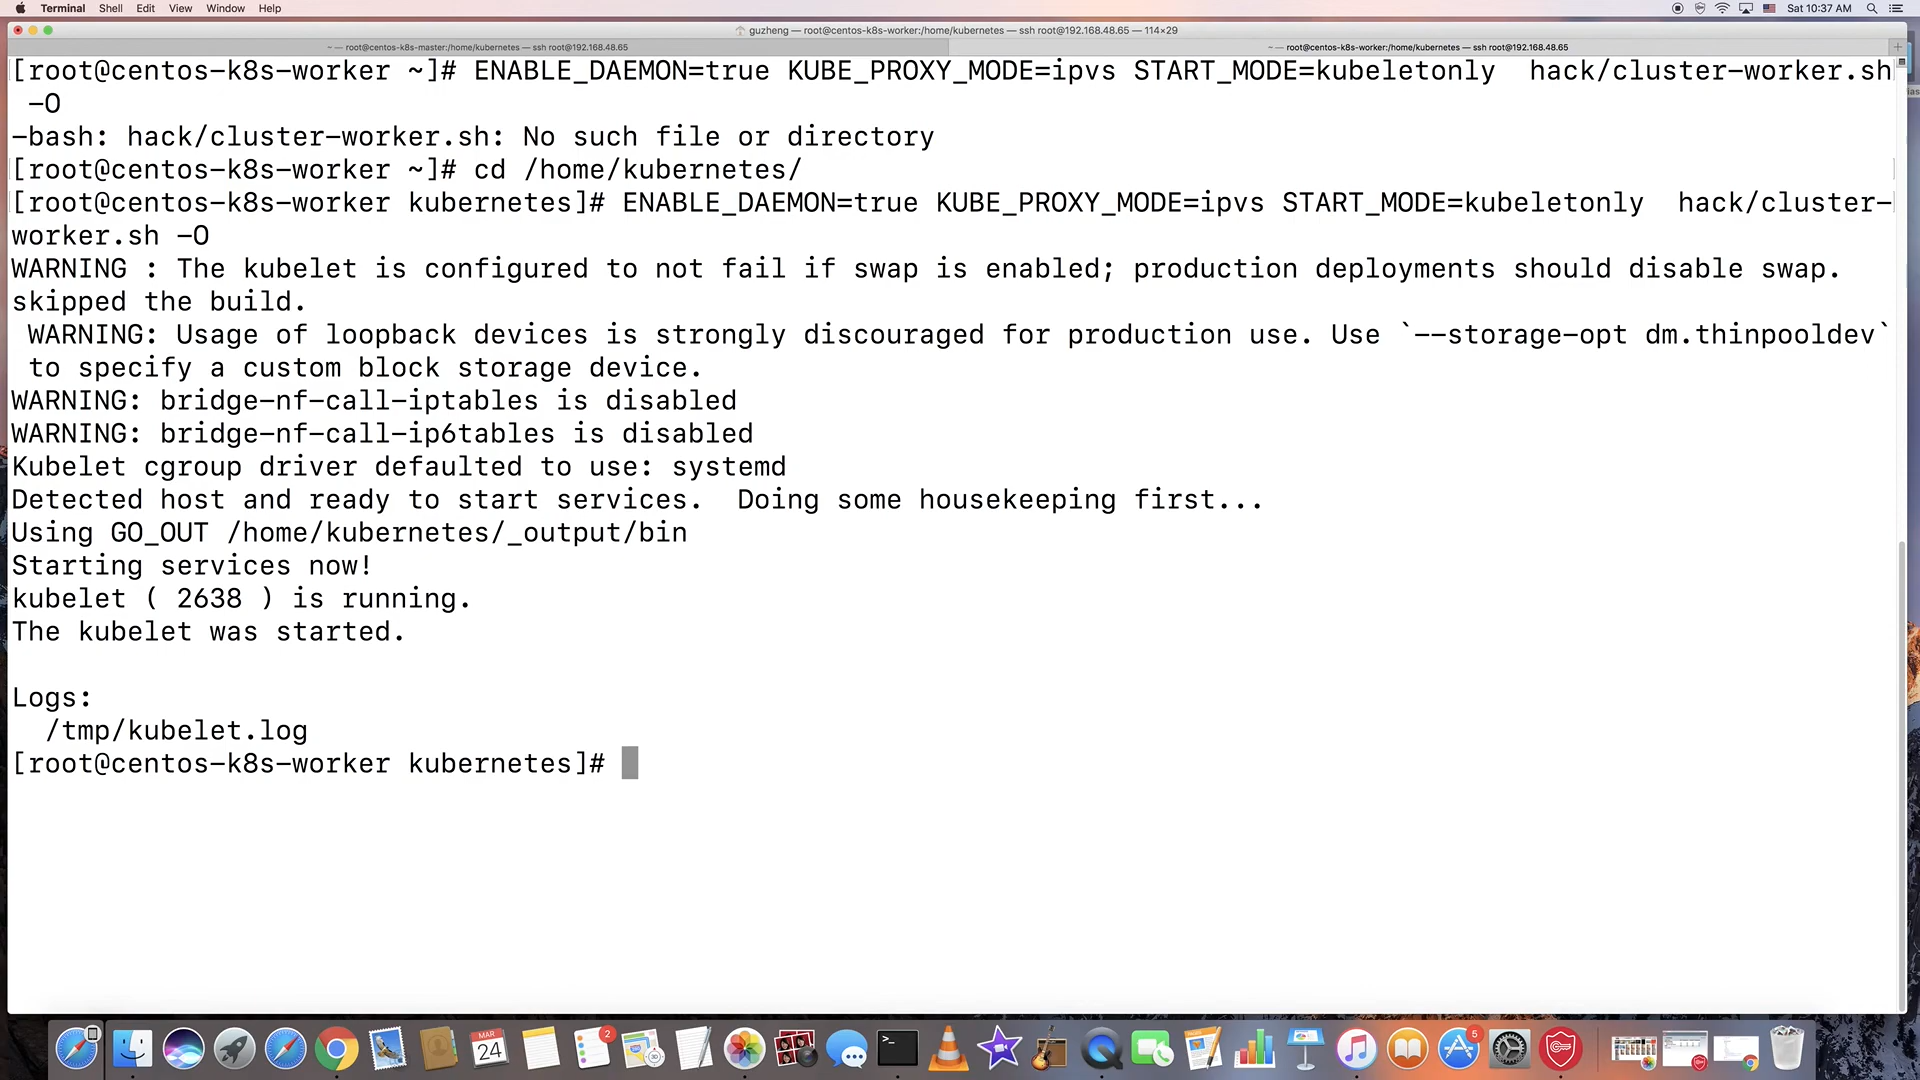 Terminal Shell Edit View Window Help Sat 10:37 AM
guzheng — root@centos-k8s-worker:/home/kubernetes — ssh root@192.168.48.65 — 114×29
~ — root@centos-k8s-master:/home/kubernetes — ssh root@192.168.48.65
~ — root@centos-k8s-worker:/home/kubernetes — ssh root@192.168.48.65 +
[root@centos-k8s-worker ~]# ENABLE_DAEMON=true KUBE_PROXY_MODE=ipvs START_MODE=kubeletonly  hack/cluster-worker.sh
 -O
-bash: hack/cluster-worker.sh: No such file or directory
[root@centos-k8s-worker ~]# cd /home/kubernetes/
[root@centos-k8s-worker kubernetes]# ENABLE_DAEMON=true KUBE_PROXY_MODE=ipvs START_MODE=kubeletonly  hack/cluster-
worker.sh -O
WARNING : The kubelet is configured to not fail if swap is enabled; production deployments should disable swap.
skipped the build.
 WARNING: Usage of loopback devices is strongly discouraged for production use. Use `--storage-opt dm.thinpooldev`
 to specify a custom block storage device.
WARNING: bridge-nf-call-iptables is disabled
WARNING: bridge-nf-call-ip6tables is disabled
Kubelet cgroup driver defaulted to use: systemd
Detected host and ready to start services.  Doing some housekeeping first...
Using GO_OUT /home/kubernetes/_output/bin
Starting services now!
kubelet ( 2638 ) is running.
The kubelet was started.
Logs:
  /tmp/kubelet.log
[root@centos-k8s-worker kubernetes]#
MAR
24
2
5